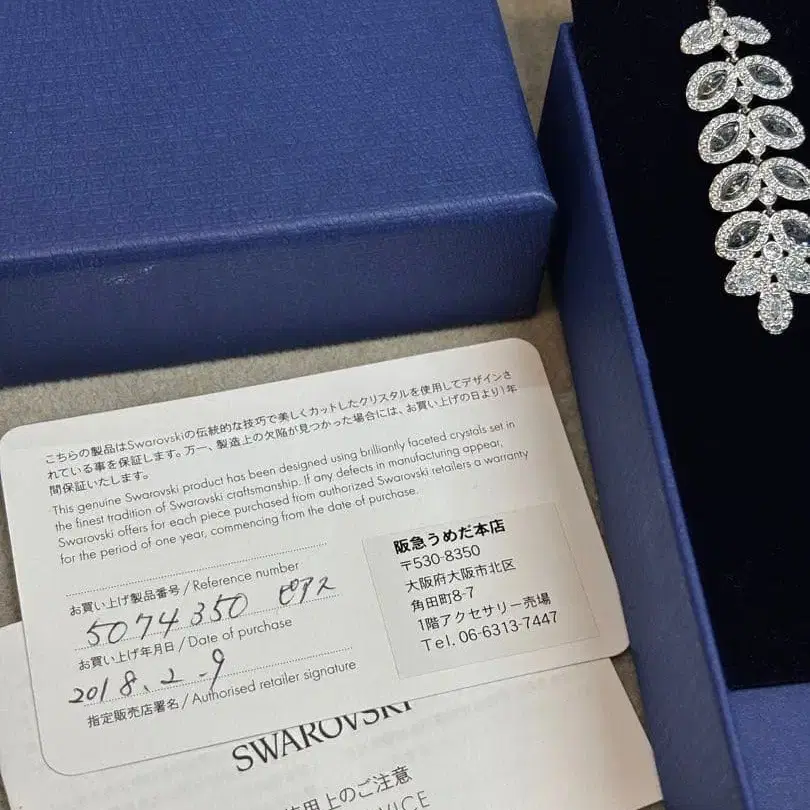 こちらの製品はSwarovskiの伝統的な技巧で美しくカットしたクリスタルを使用してデザインさ
れている事を保証します。万一、製造上の欠陥が見つかった場合には、お買い上げの日より1年
間保証いたします。
This genuine Swarovski product has been designed using brilliantly faceted crystals set in
the finest tradition of Swarovski craftsmanship. If any defects in manufacturing appear,
Swarovski offers for each piece purchased from authorized Swarovski retailers a warranty
for the period of one year, commencing from the date of purchase.
お買い上げ製品番号/Reference number
5074350 ピアス
お買い上げ年月日/Date of purchase
2018.2.9
指定販売店署名/Authorised retailer signature
阪急うめだ本店
〒530-8350
大阪府大阪市北区
角田町8-7
1階アクセサリー売場
Tel. 06-6313-7447
SWAROVSKI
使用上のご注意
VICE